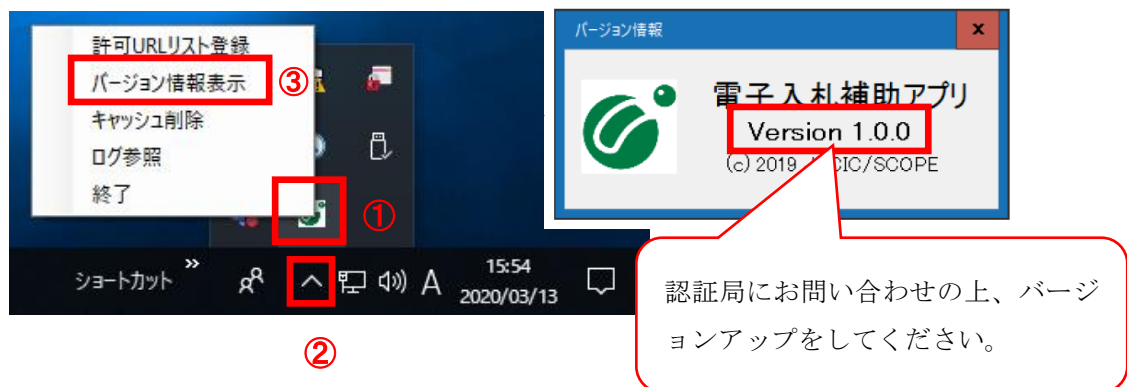 許可URLリスト登録
バージョン情報表示
③
キャッシュ削除
ログ参照
終了
①
ショートカット
»
A
15:54
2020/03/13
②
バージョン情報
x
電子入札補助アプリ
Version 1.0.0
(c) 2019 CIC/SCOPE
認証局にお問い合わせの上、バージ
ョンアップをしてください。